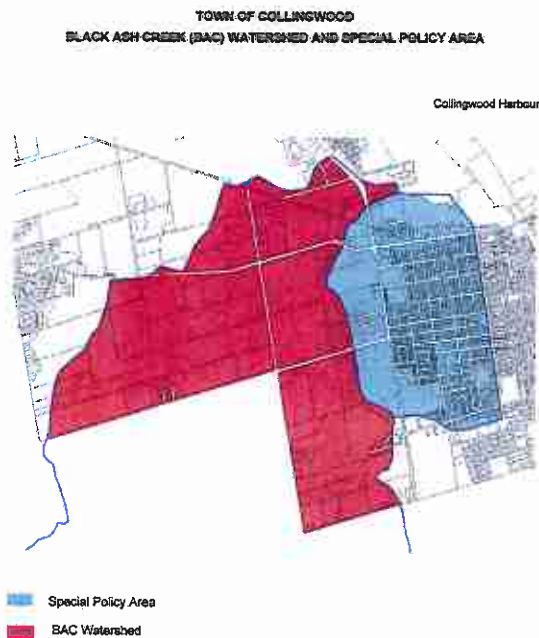 TOWN OF COLLINGWOOD
BLACK ASH CREEK (BAC) WATERSHED AND SPECIAL POLICY AREA
Collingwood Harbour
Special Policy Area
BAC Watershed